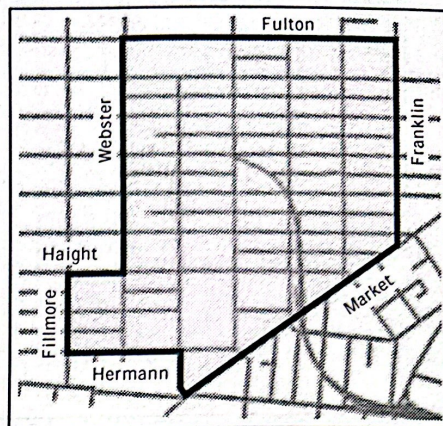 Fulton
Webster
Franklin
Haight
Market
Fillmore
Hermann